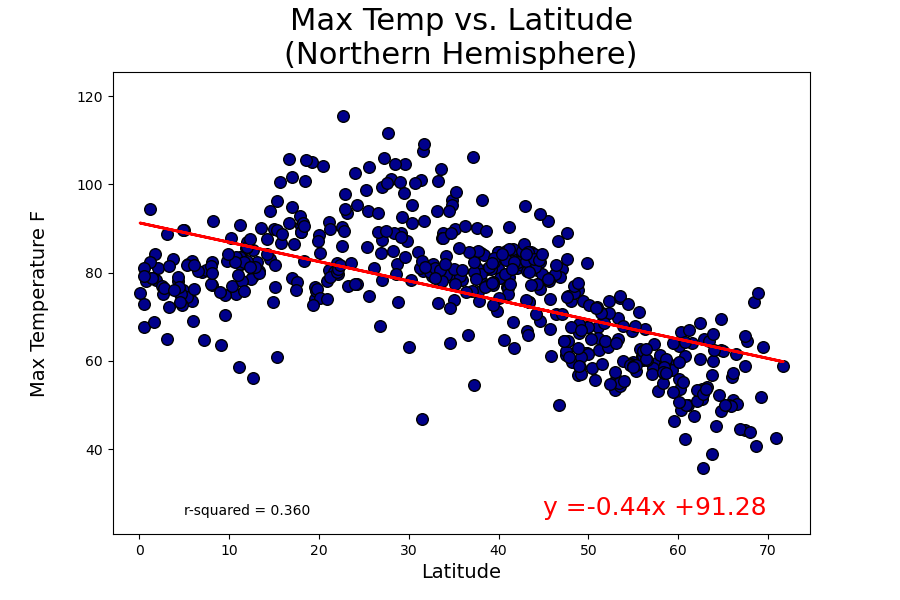 Max Temp vs. Latitude
(Northern Hemisphere)
Max Temperature F
120
100
80
60
40
r-squared = 0.360
y =-0.44x +91.28
0 10 20 30 40 50 60 70
Latitude